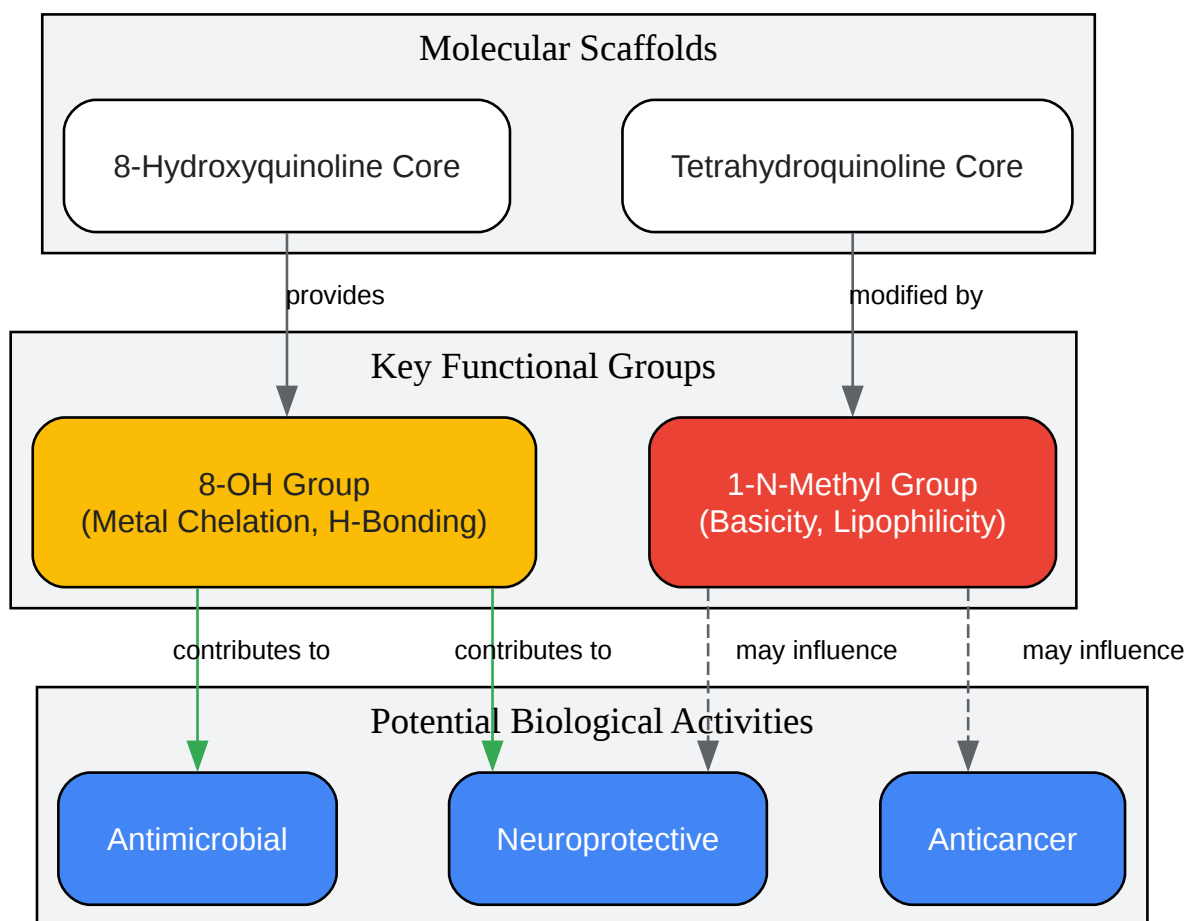 Molecular Scaffolds
8-Hydroxyquinoline Core
Tetrahydroquinoline Core
provides
modified by
Key Functional Groups
8-OH Group
(Metal Chelation, H-Bonding)
1-N-Methyl Group
(Basicity, Lipophilicity)
contributes to
contributes to
may influence
may influence
Potential Biological Activities
Antimicrobial
Neuroprotective
Anticancer